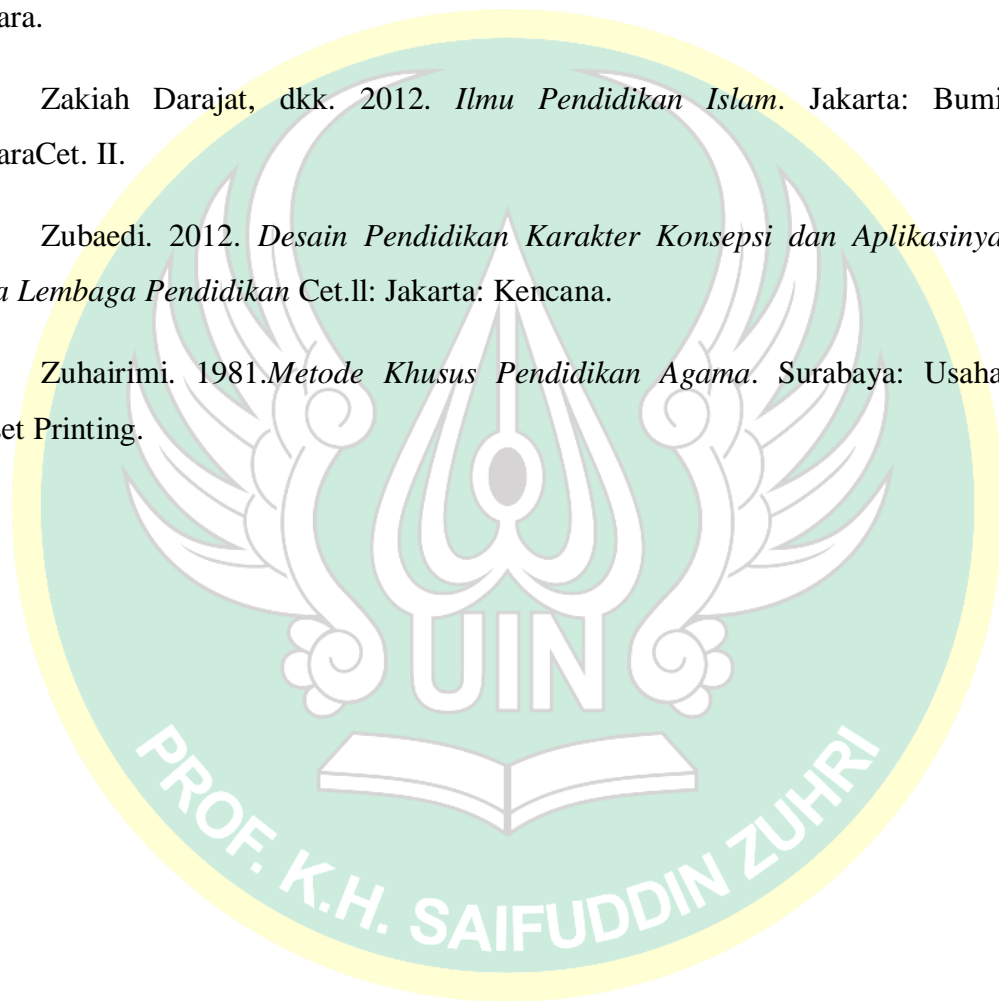 ara.
Zakiah Darajat, dkk. 2012. Ilmu Pendidikan Islam. Jakarta: Bumi
araCet. II.
Zubaedi. 2012. Desain Pendidikan Karakter Konsepsi dan Aplikasinya
a Lembaga Pendidikan Cet.ll: Jakarta: Kencana.
Zuhairimi. 1981.Metode Khusus Pendidikan Agama. Surabaya: Usaha
set Printing.
UIN
PROF. K.H. SAIFUDDIN ZUHRI